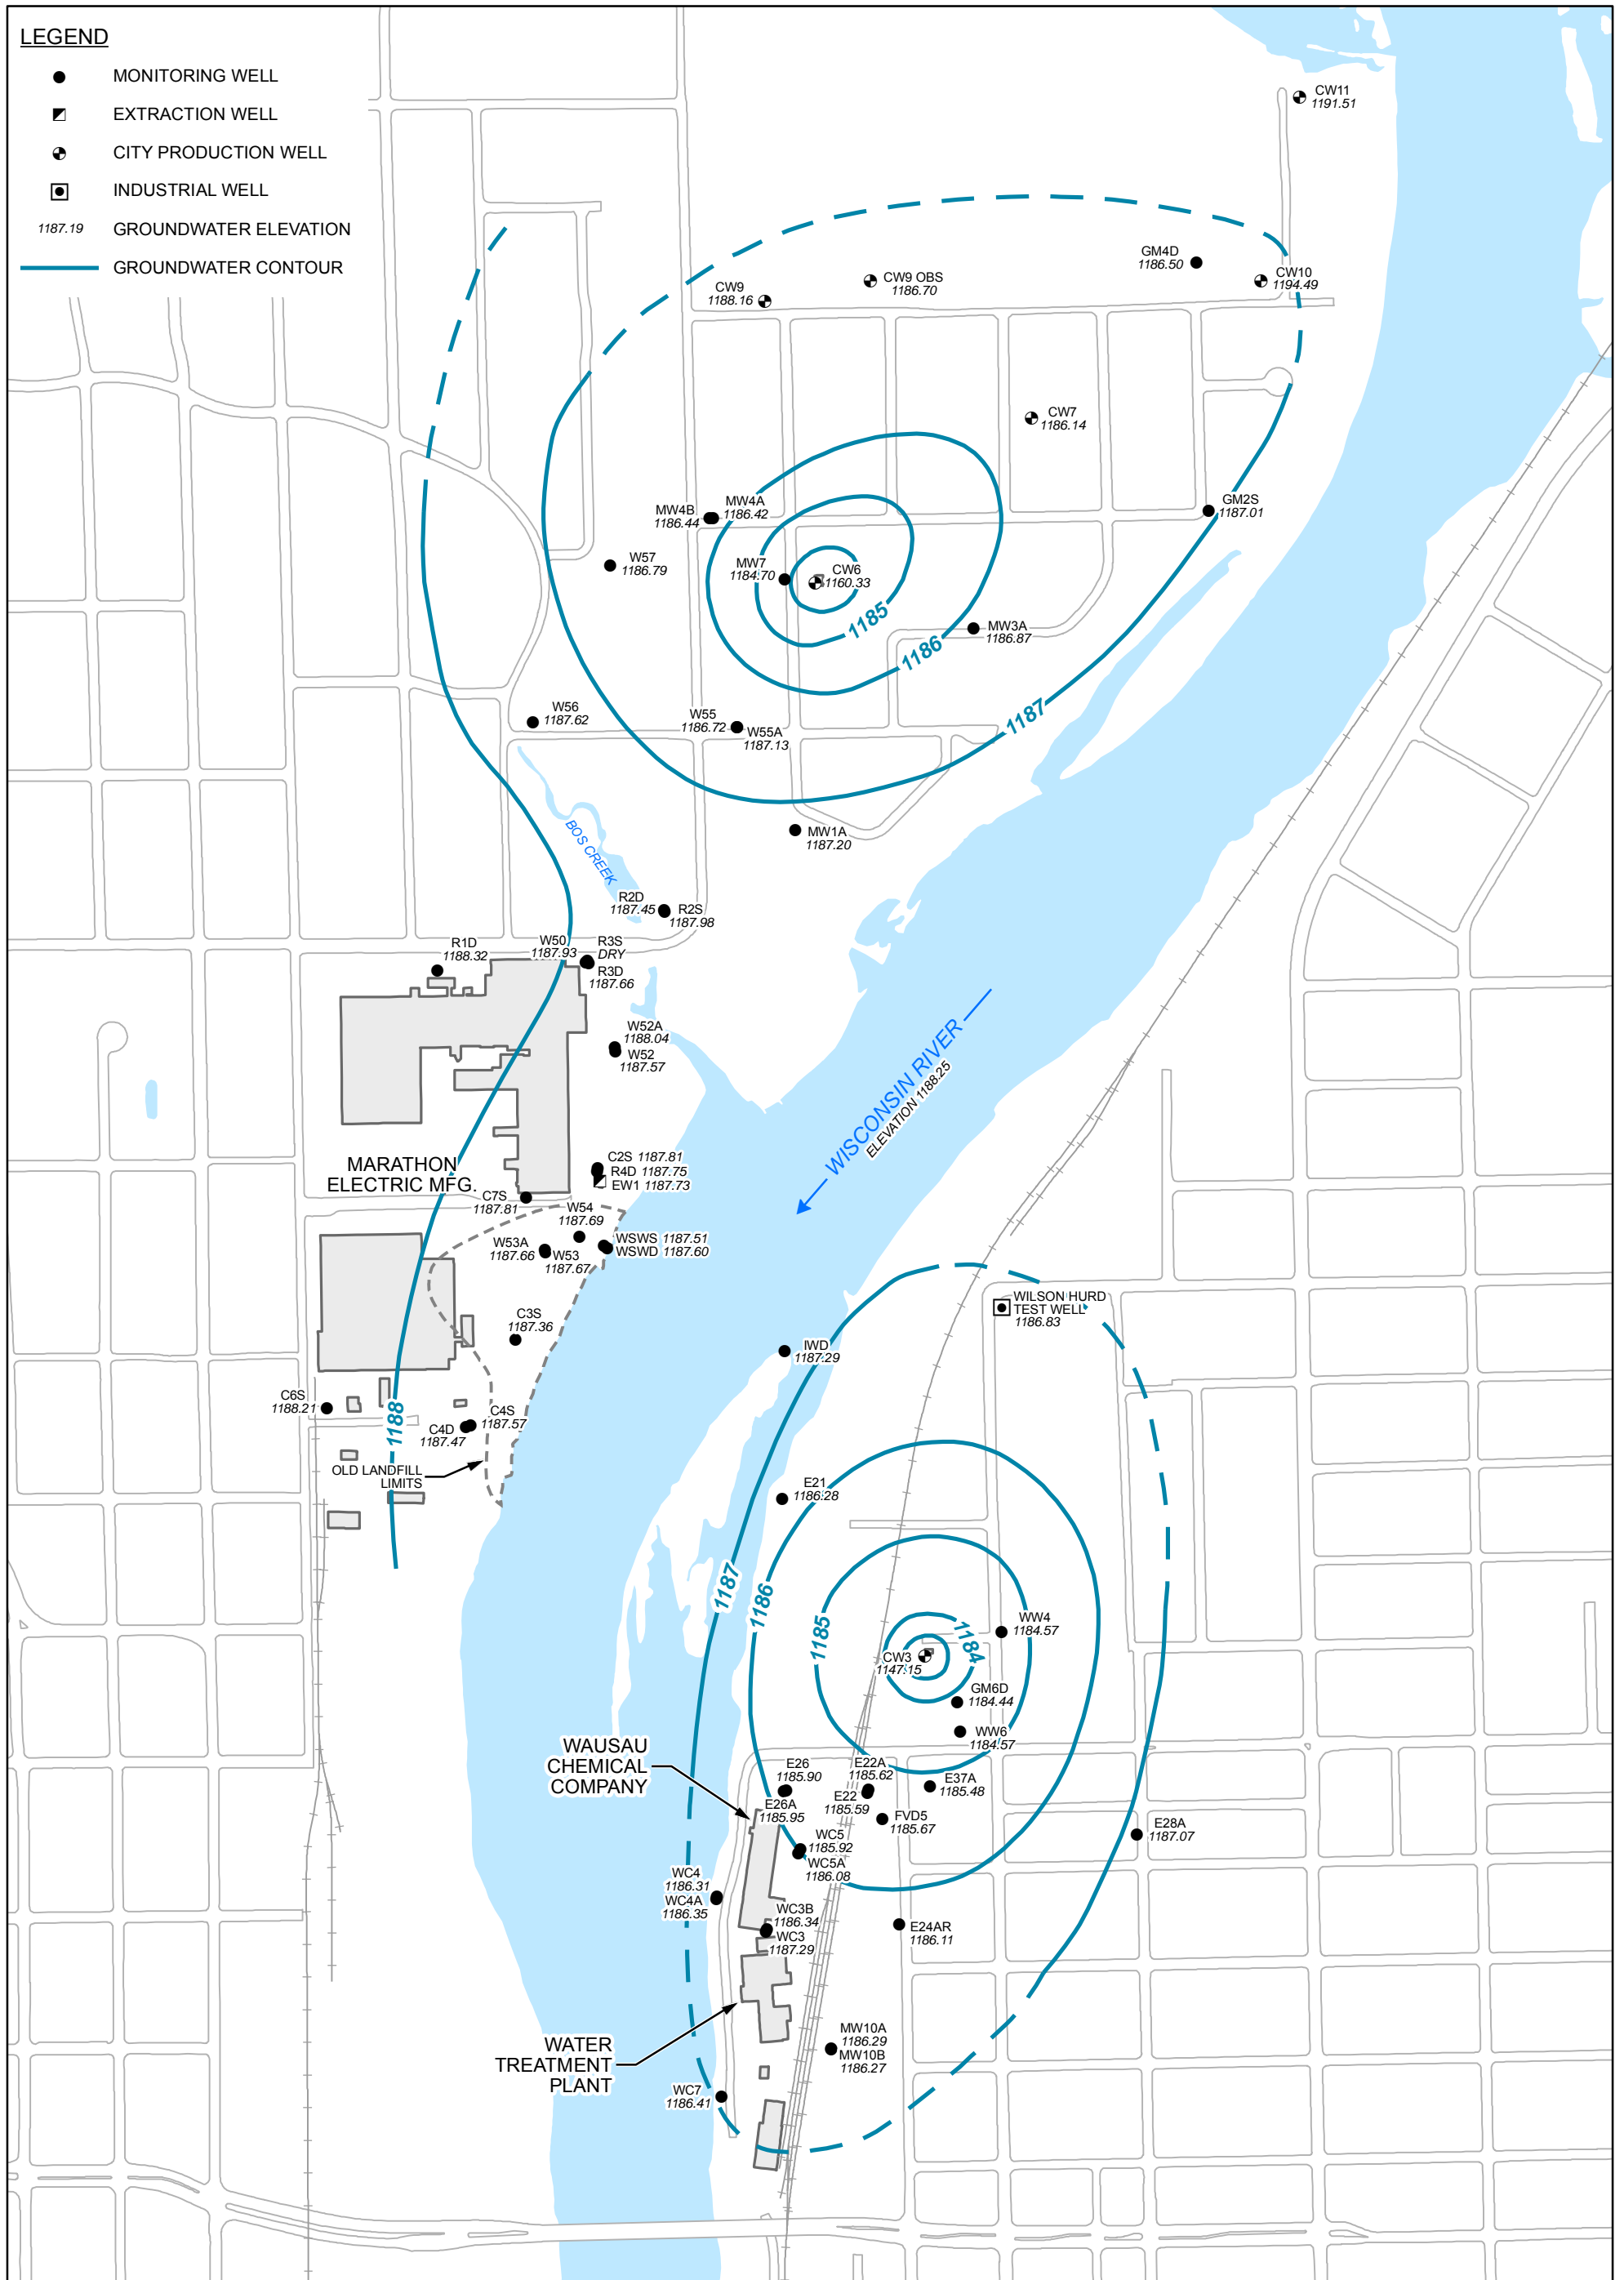 LEGEND
MONITORING WELL
EXTRACTION WELL
CITY PRODUCTION WELL
INDUSTRIAL WELL
1187.19 GROUNDWATER ELEVATION
GROUNDWATER CONTOUR
CW11
1191.51
GM4D
1186.50
CW10
1194.49
CW9 OBS
1186.70
CW9
1188.16
CW7
1186.14
GM2S
1187.01
MW4A
1186.42
MW4B
1186.44
W57
1186.79
MW7
1184.70
CW6
1160.33
1185
1186
MW3A
1186.87
1187
W56
1187.62
W55
1186.72
W55A
1187.13
BOS CREEK
MW1A
1187.20
R2D
1187.45
R2S
1187.98
R1D
1188.32
W50
1187.93
R3S
DRY
R3D
1187.66
W52A
1188.04
W52
1187.57
WISCONSIN RIVER
ELEVATION 1188.25
MARATHON
ELECTRIC MFG.
C2S 1187.81
R4D 1187.75
EW1 1187.73
C7S
1187.81
W54
1187.69
W53A
1187.66
W53
1187.67
WSWS 1187.51
WSWD 1187.60
WILSON HURD
TEST WELL
1186.83
C3S
1187.36
IWD
1187.29
C6S
1188.21
1188
C4S
1187.57
C4D
1187.47
OLD LANDFILL
LIMITS
E21
1186.28
1187
1186
1185
1184
WW4
1184.57
CW3
1147.15
GM6D
1184.44
WW6
1184.57
WAUSAU
CHEMICAL
COMPANY
E26
1185.90
E26A
1185.95
E22A
1185.62
E22
1185.59
E37A
1185.48
FVD5
1185.67
E28A
1187.07
WC5
1185.92
WC5A
1186.08
WC4
1186.31
WC4A
1186.35
WC3B
1186.34
WC3
1187.29
E24AR
1186.11
WATER
TREATMENT
PLANT
MW10A
1186.29
MW10B
1186.27
WC7
1186.41